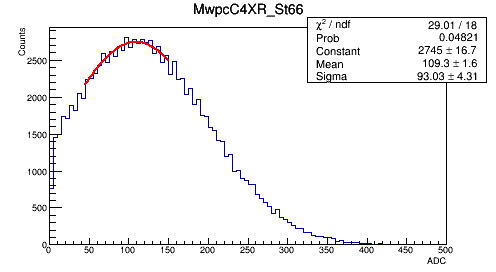 MwpcC4XR_St66
χ² / ndf 29.01 / 18
Prob 0.04821
Constant 2745 ± 16.7
Mean 109.3 ± 1.6
Sigma 93.03 ± 4.31
Counts
2500
2000
1500
1000
500
0
0 50 100 150 200 250 300 350 400 450 500
ADC